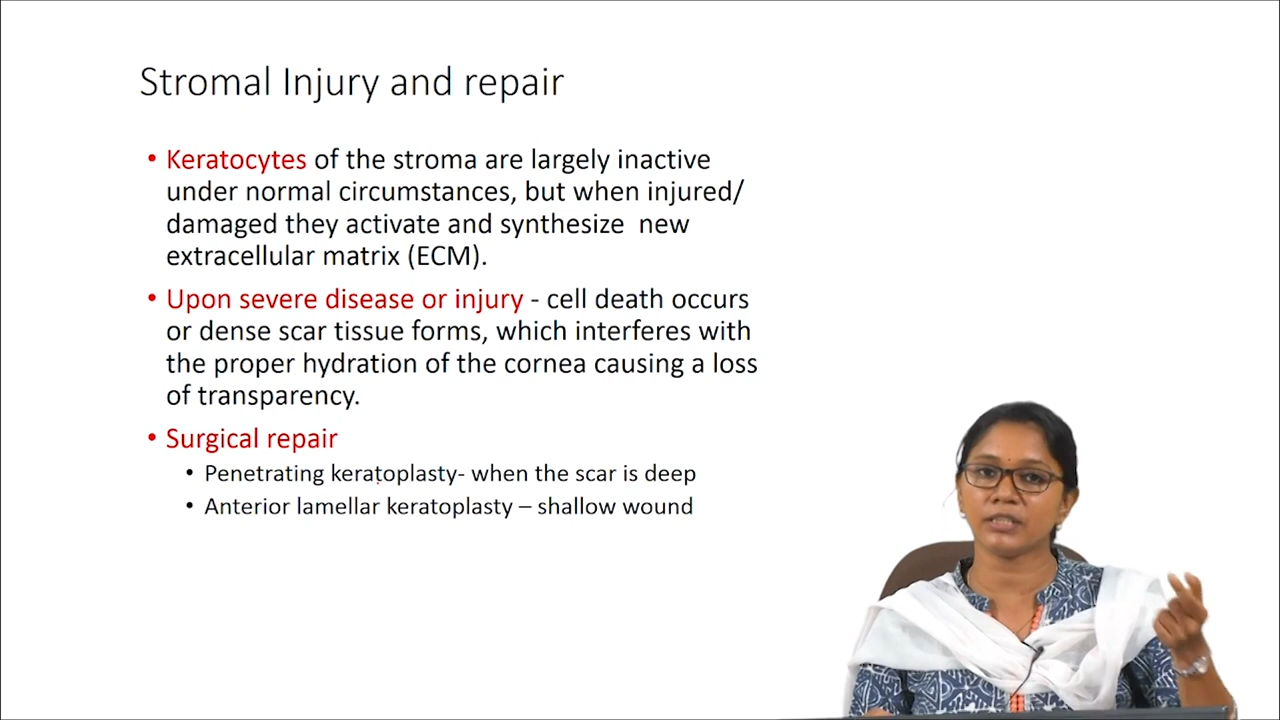 Stromal Injury and repair
• Keratocytes of the stroma are largely inactive
under normal circumstances, but when injured/
damaged they activate and synthesize  new
extracellular matrix (ECM).
• Upon severe disease or injury - cell death occurs
or dense scar tissue forms, which interferes with
the proper hydration of the cornea causing a loss
of transparency.
• Surgical repair
• Penetrating keratoplasty- when the scar is deep
• Anterior lamellar keratoplasty – shallow wound